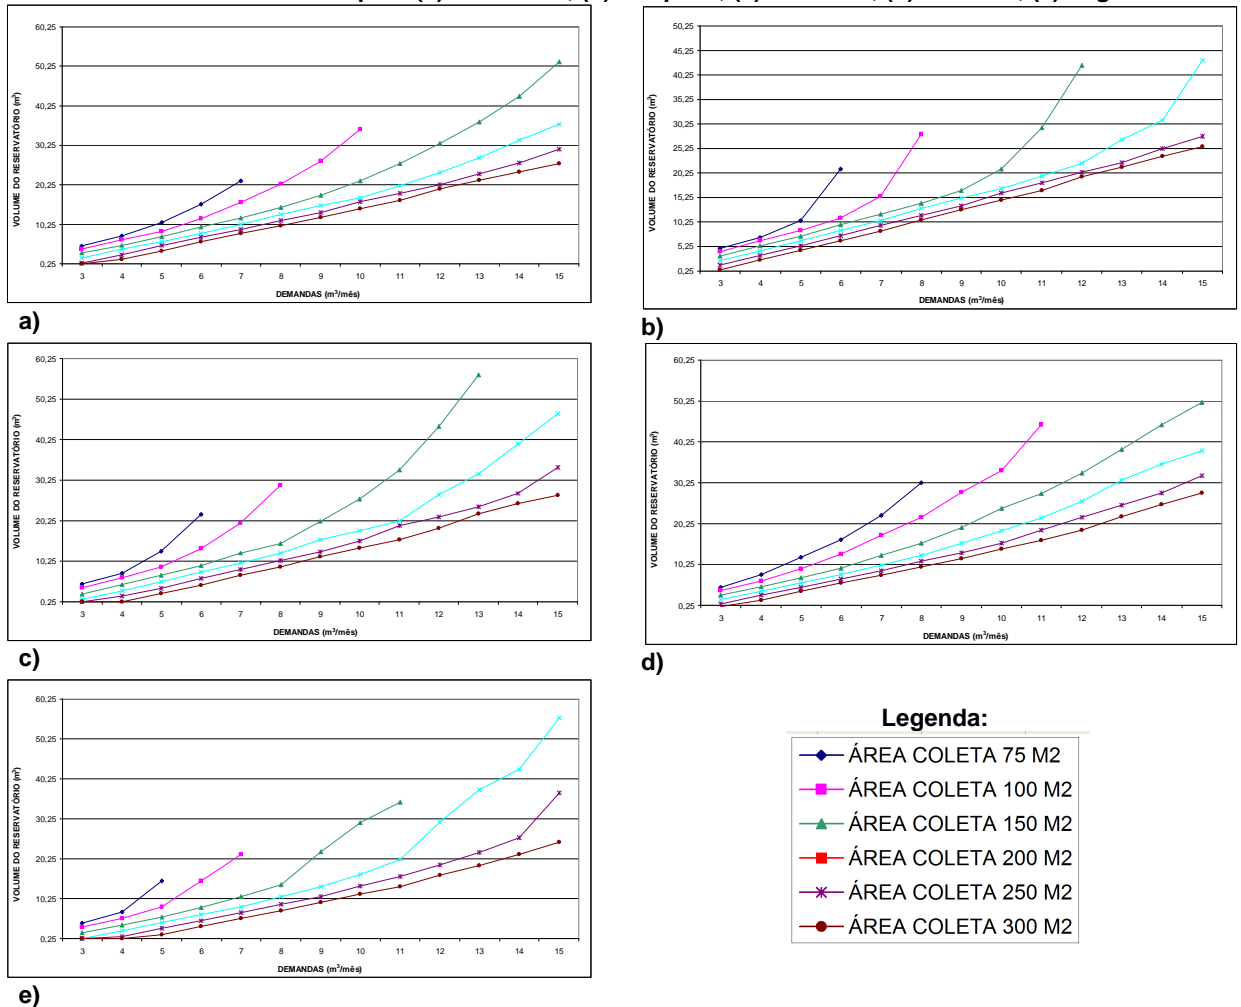 60,25
50,25
40,25
30,25
20,25
10,25
0,25
VOLUME DO RESERVATÓRIO (m³)
3 4 5 6 7 8 9 10 11 12 13 14 15
DEMANDAS (m³/mês)
a)
50,25
45,25
40,25
35,25
30,25
25,25
20,25
15,25
10,25
5,25
0,25
VOLUME DO RESERVATÓRIO (m³)
3 4 5 6 7 8 9 10 11 12 13 14 15
DEMANDAS (m³/mês)
b)
60,25
50,25
40,25
30,25
20,25
10,25
0,25
VOLUME DO RESERVATÓRIO (m³)
3 4 5 6 7 8 9 10 11 12 13 14 15
DEMANDAS (m³/mês)
c)
60,25
50,25
40,25
30,25
20,25
10,25
0,25
VOLUME DO RESERVATÓRIO (m³)
3 4 5 6 7 8 9 10 11 12 13 14 15
DEMANDAS (m³/mês)
d)
60,25
50,25
40,25
30,25
20,25
10,25
0,25
VOLUME DO RESERVATÓRIO (m³)
3 4 5 6 7 8 9 10 11 12 13 14 15
DEMANDAS (m³/mês)
e)
Legenda:
ÁREA COLETA 75 M2
ÁREA COLETA 100 M2
ÁREA COLETA 150 M2
ÁREA COLETA 200 M2
ÁREA COLETA 250 M2
ÁREA COLETA 300 M2